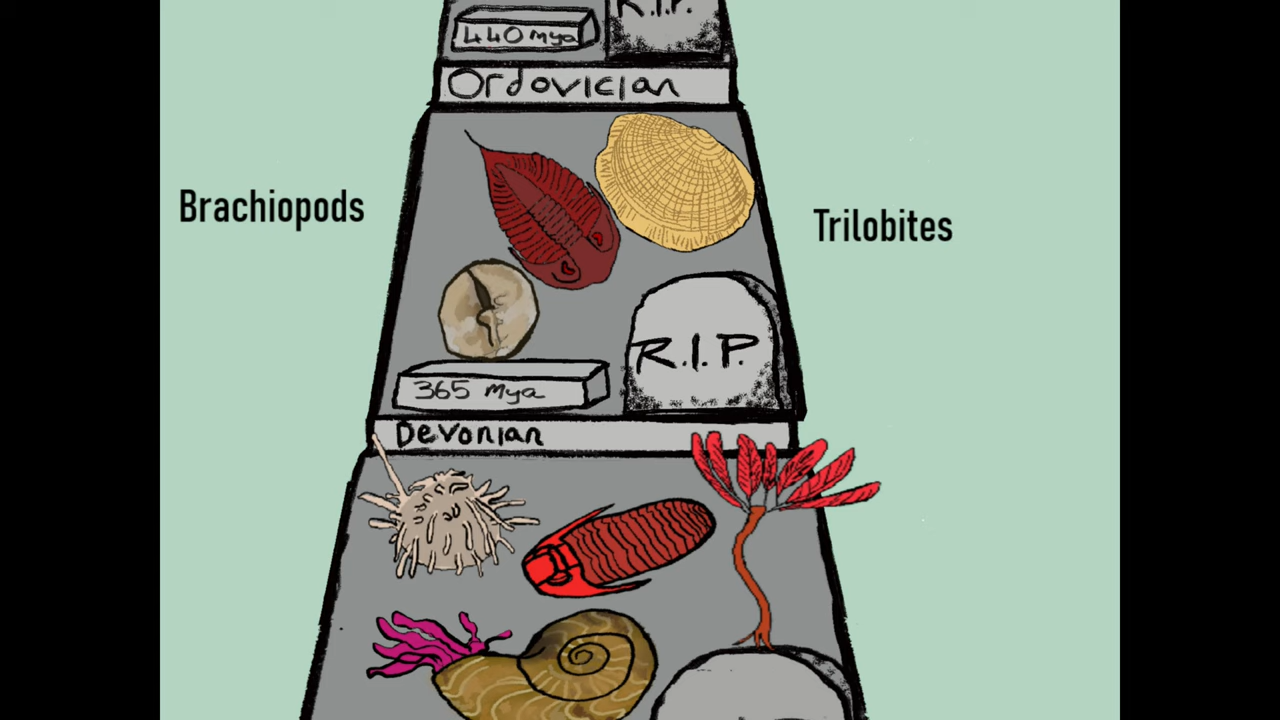 R.I.P.
440 mya
Ordovician
Brachiopods
Trilobites
R.I.P.
365 Mya
Devonian